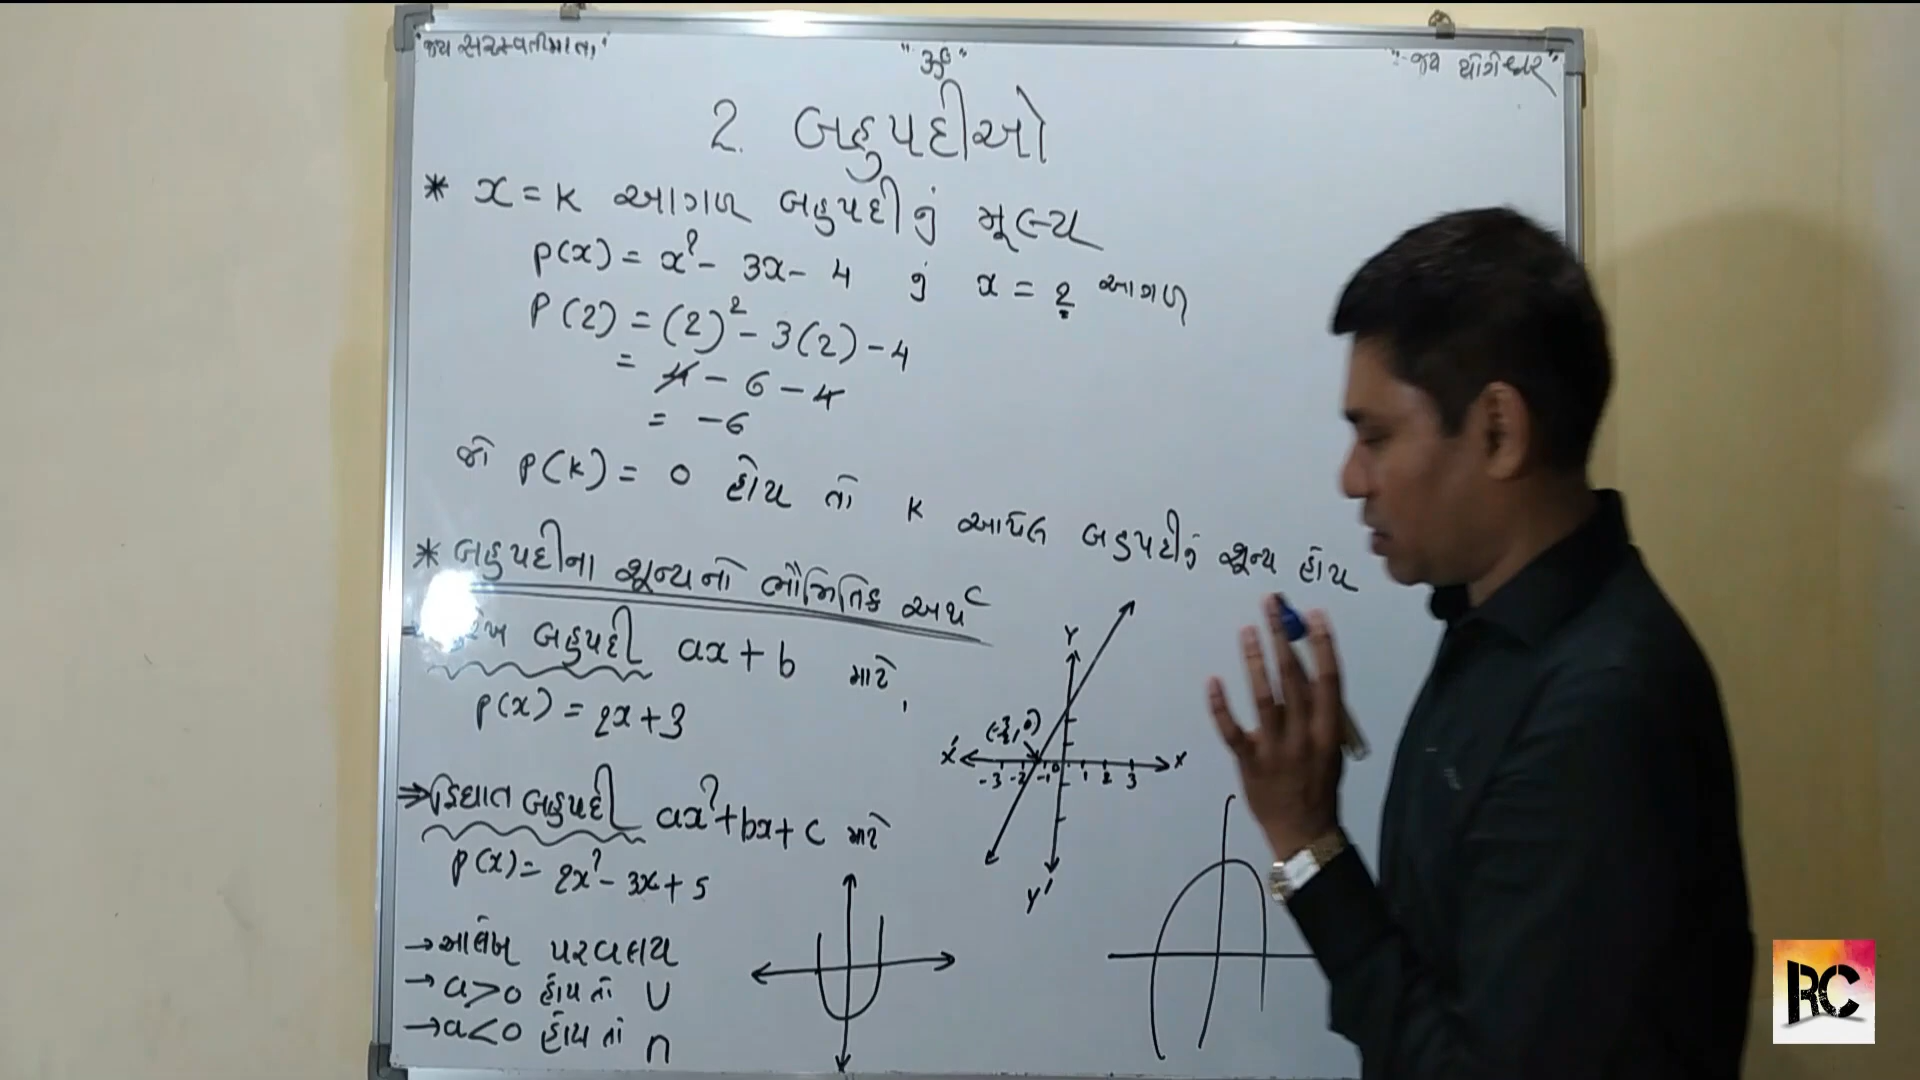 "જય સરસ્વતીમાતા"
"ૐ"
"જય યોગેશ્વર"
2. બહુપદીઓ
* x = k આગળ બહુપદીનું મૂલ્ય
p(x) = x² - 3x - 4 નું x = 2 આગળ
P(2) = (2)² - 3(2) - 4
= 4 - 6 - 4
= -6
જો P(k) = 0 હોય તો k આપેલ બહુપદીનું શૂન્ય હોય
* બહુપદીના શૂન્યનો ભૌમિતિક અર્થ
બહુપદી ax + b માટે,
p(x) = 2x + 3
⇒ દ્વિઘાત બહુપદી ax² + bx + c માટે
p(x) = 2x² - 3x + 5
→ આલેખ પરવલય
→ a > 0 હોય તો U
→ a < 0 હોય તો ∩
Y
(-3/2, 0)
X' -3 -2 -1 0 1 2 3 X
Y'
RC